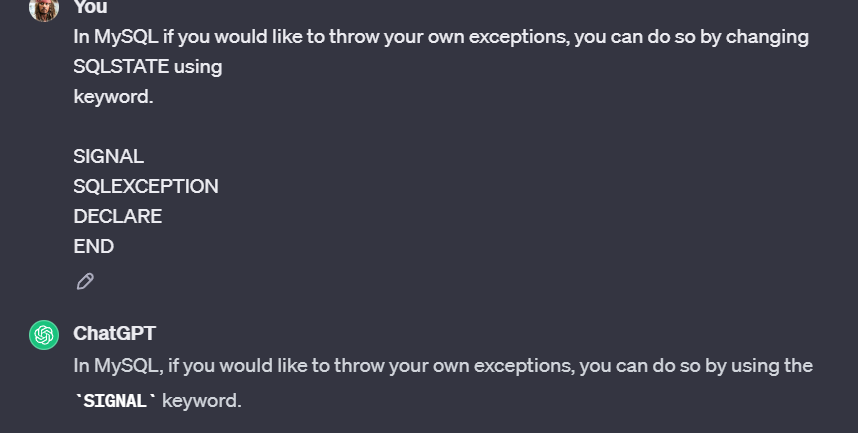 You
In MySQL if you would like to throw your own exceptions, you can do so by changing
SQLSTATE using
keyword.
SIGNAL
SQLEXCEPTION
DECLARE
END
ChatGPT
In MySQL, if you would like to throw your own exceptions, you can do so by using the
`SIGNAL` keyword.